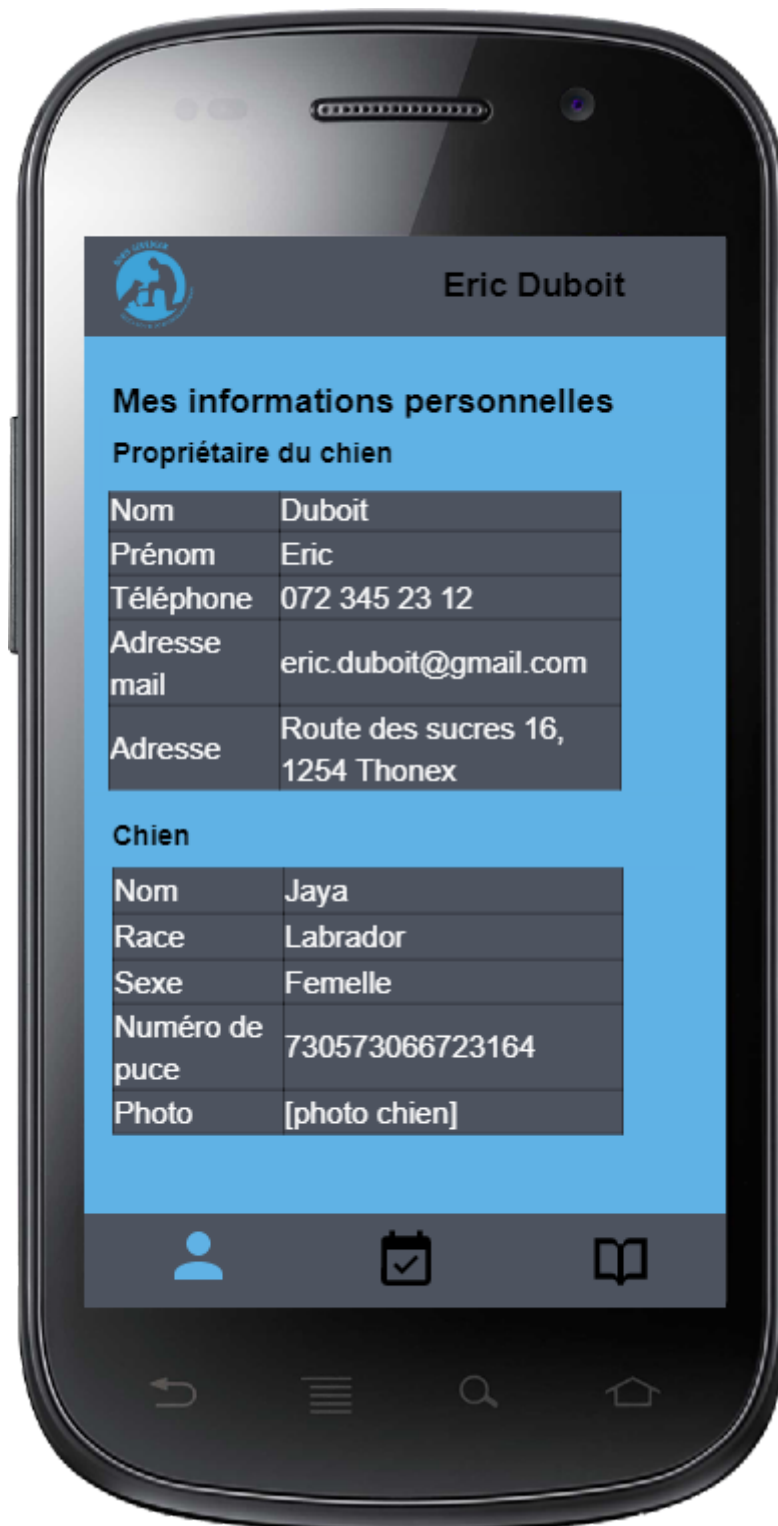 Eric Duboit
Mes informations personnelles
Propriétaire du chien
Nom Duboit
Prénom Eric
Téléphone 072 345 23 12
Adresse
mail
eric.duboit@gmail.com
Adresse
Route des sucres 16,
1254 Thonex
Chien
Nom Jaya
Race Labrador
Sexe Femelle
Numéro de
puce
730573066723164
Photo [photo chien]